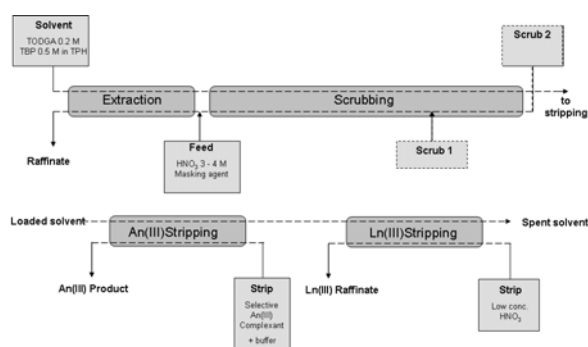 Solvent
TODGA 0.2 M
TBP 0.5 M in TPH
Scrub 2
Extraction
Scrubbing
to
stripping
Raffinate
Feed
HNO₃ 3 - 4 M
Masking agent
Scrub 1
Loaded solvent
An(III)Stripping
Ln(III)Stripping
Spent solvent
An(III) Product
Strip
Selective
An(III)
Complexant
+ buffer
Ln(III) Raffinate
Strip
Low conc.
HNO₃